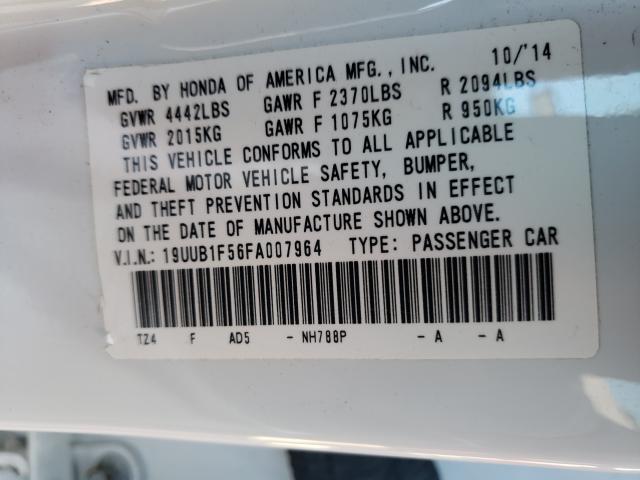 MFD. BY HONDA OF AMERICA MFG., INC. 10/'14
GVWR 4442LBS GAWR F 2370LBS R 2094LBS
GVWR 2015KG GAWR F 1075KG R 950KG
THIS VEHICLE CONFORMS TO ALL APPLICABLE
FEDERAL MOTOR VEHICLE SAFETY, BUMPER,
AND THEFT PREVENTION STANDARDS IN EFFECT
ON THE DATE OF MANUFACTURE SHOWN ABOVE.
V.I.N.: 19UUB1F56FA007964 TYPE: PASSENGER CAR
TZ4 F AD5 - NH788P - A - A